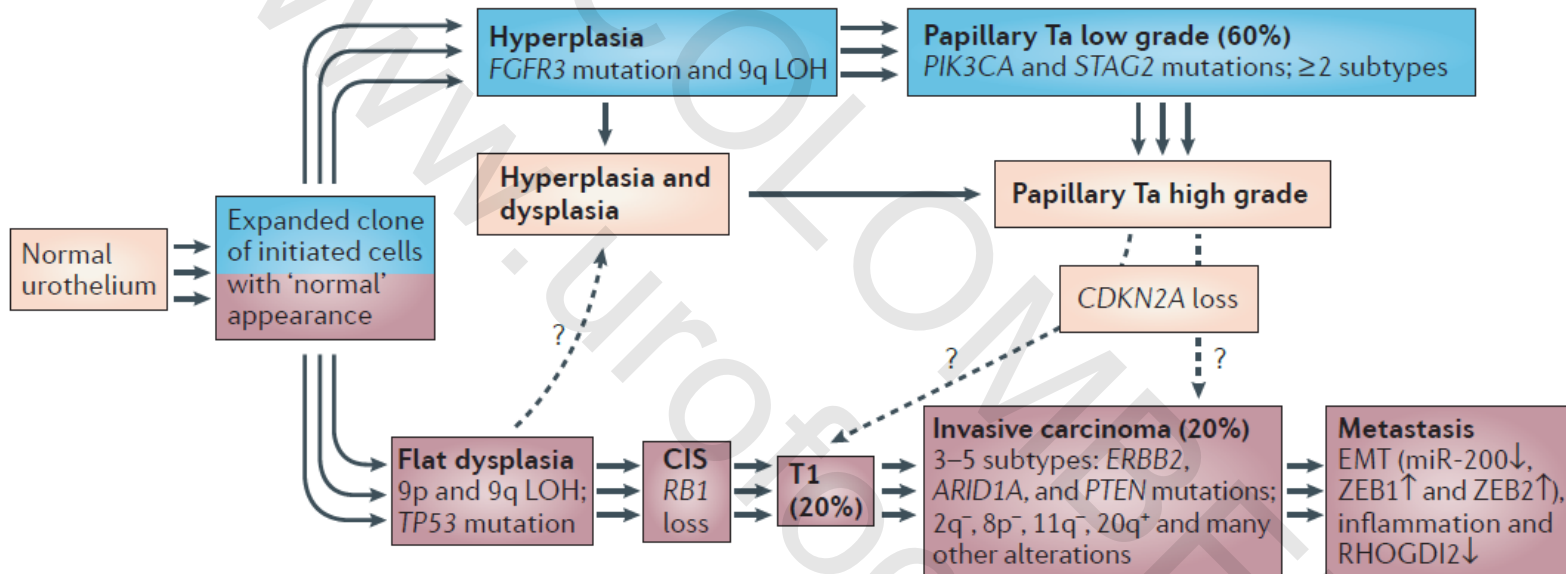 Hyperplasia
FGFR3 mutation and 9q LOH
Papillary Ta low grade (60%)
PIK3CA and STAG2 mutations; ≥2 subtypes
Hyperplasia and
dysplasia
Papillary Ta high grade
Normal
urothelium
Expanded clone
of initiated cells
with ‘normal’
appearance
CDKN2A loss
?
?
?
Flat dysplasia
9p and 9q LOH;
TP53 mutation
CIS
RB1
loss
T1
(20%)
Invasive carcinoma (20%)
3–5 subtypes: ERBB2,
ARID1A, and PTEN mutations;
2q⁻, 8p⁻, 11q⁻, 20q⁺ and many
other alterations
Metastasis
EMT (miR-200↓,
ZEB1↑ and ZEB2↑),
inflammation and
RHOGDI2↓
COLOMB
www.urofo